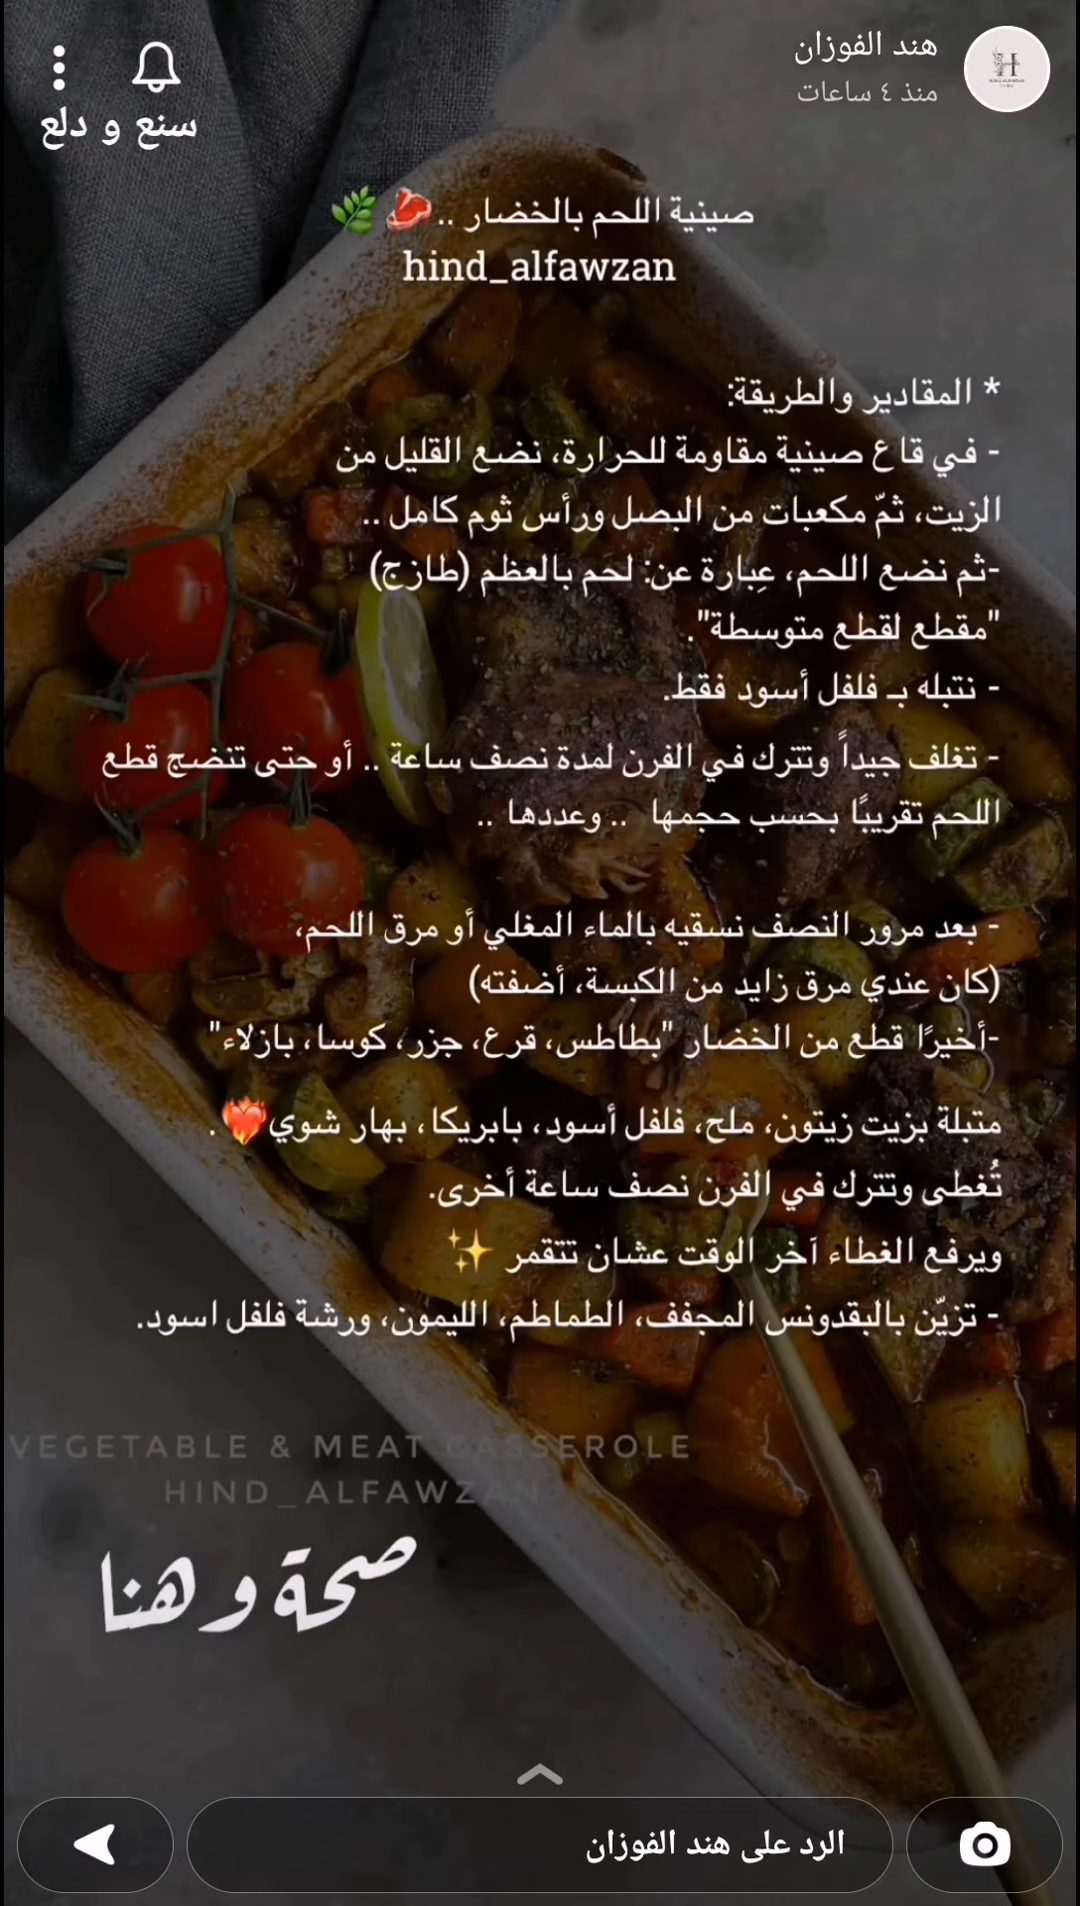 هند الفوزان
منذ ٤ ساعات
سنع و دلع
صينية اللحم بالخضار ..🥩🌿
hind_alfawzan
* المقادير والطريقة:
- في قاع صينية مقاومة للحرارة، نضع القليل من
الزيت، ثمّ مكعبات من البصل ورأس ثوم كامل ..
-ثم نضع اللحم، عِبارة عن: لحم بالعظم (طازج)
"مقطع لقطع متوسطة".
- نتبله بـ فلفل أسود فقط.
- تغلف جيداً وتترك في الفرن لمدة نصف ساعة .. أو حتى تنضج قطع
اللحم تقريبًا بحسب حجمها .. وعددها ..
- بعد مرور النصف نسقيه بالماء المغلي أو مرق اللحم،
(كان عندي مرق زايد من الكبسة، أضفته)
-أخيرًا قطع من الخضار "بطاطس، قرع، جزر، كوسا، بازلاء"
متبلة بزيت زيتون، ملح، فلفل أسود، بابريكا، بهار شوي❤️‍🔥.
تُغطى وتترك في الفرن نصف ساعة أخرى.
ويرفع الغطاء آخر الوقت عشان تتقمر ✨
- تزيّن بالبقدونس المجفف، الطماطم، الليمون، ورشة فلفل اسود.
VEGETABLE & MEAT CASSEROLE
HIND_ALFAWZAN
صحة و هنا
الرد على هند الفوزان